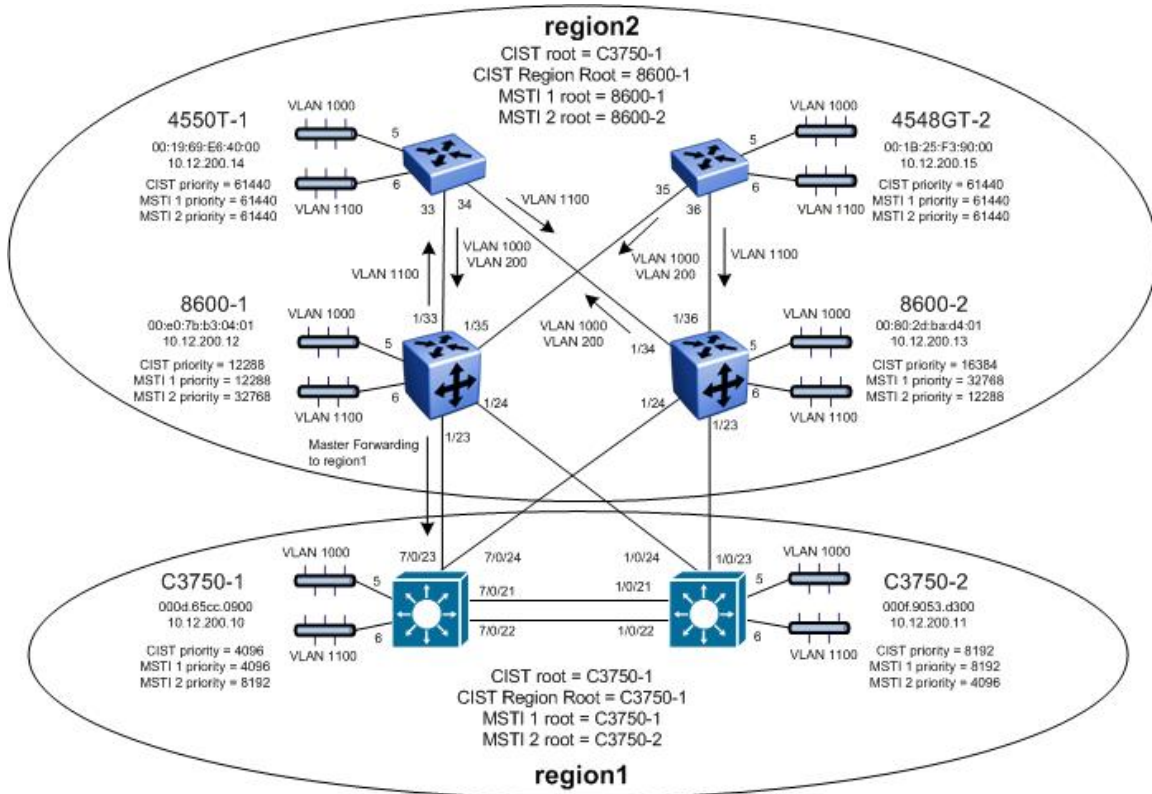 region2
CIST root = C3750-1
CIST Region Root = 8600-1
MSTI 1 root = 8600-1
MSTI 2 root = 8600-2
4550T-1
00:19:69:E6:40:00
10.12.200.14
CIST priority = 61440
MSTI 1 priority = 61440
MSTI 2 priority = 61440
VLAN 1000
5
6
VLAN 1100
33
34
4548GT-2
00:1B:25:F3:90:00
10.12.200.15
CIST priority = 61440
MSTI 1 priority = 61440
MSTI 2 priority = 61440
VLAN 1000
5
6
VLAN 1100
35
36
VLAN 1100
VLAN 1000
VLAN 200
VLAN 1100
VLAN 1000
VLAN 200
VLAN 1100
VLAN 1000
VLAN 200
8600-1
00:e0:7b:b3:04:01
10.12.200.12
CIST priority = 12288
MSTI 1 priority = 12288
MSTI 2 priority = 32768
VLAN 1000
5
6
VLAN 1100
1/33
1/35
1/24
1/23
Master Forwarding
to region1
8600-2
00:80:2d:ba:d4:01
10.12.200.13
CIST priority = 16384
MSTI 1 priority = 32768
MSTI 2 priority = 12288
VLAN 1000
5
6
VLAN 1100
1/36
1/34
1/24
1/23
C3750-1
000d.65cc.0900
10.12.200.10
CIST priority = 4096
MSTI 1 priority = 4096
MSTI 2 priority = 8192
VLAN 1000
5
6
VLAN 1100
7/0/23
7/0/24
7/0/21
7/0/22
1/0/24
1/0/23
1/0/21
1/0/22
C3750-2
000f.9053.d300
10.12.200.11
CIST priority = 8192
MSTI 1 priority = 8192
MSTI 2 priority = 4096
VLAN 1000
5
6
VLAN 1100
CIST root = C3750-1
CIST Region Root = C3750-1
MSTI 1 root = C3750-1
MSTI 2 root = C3750-2
region1